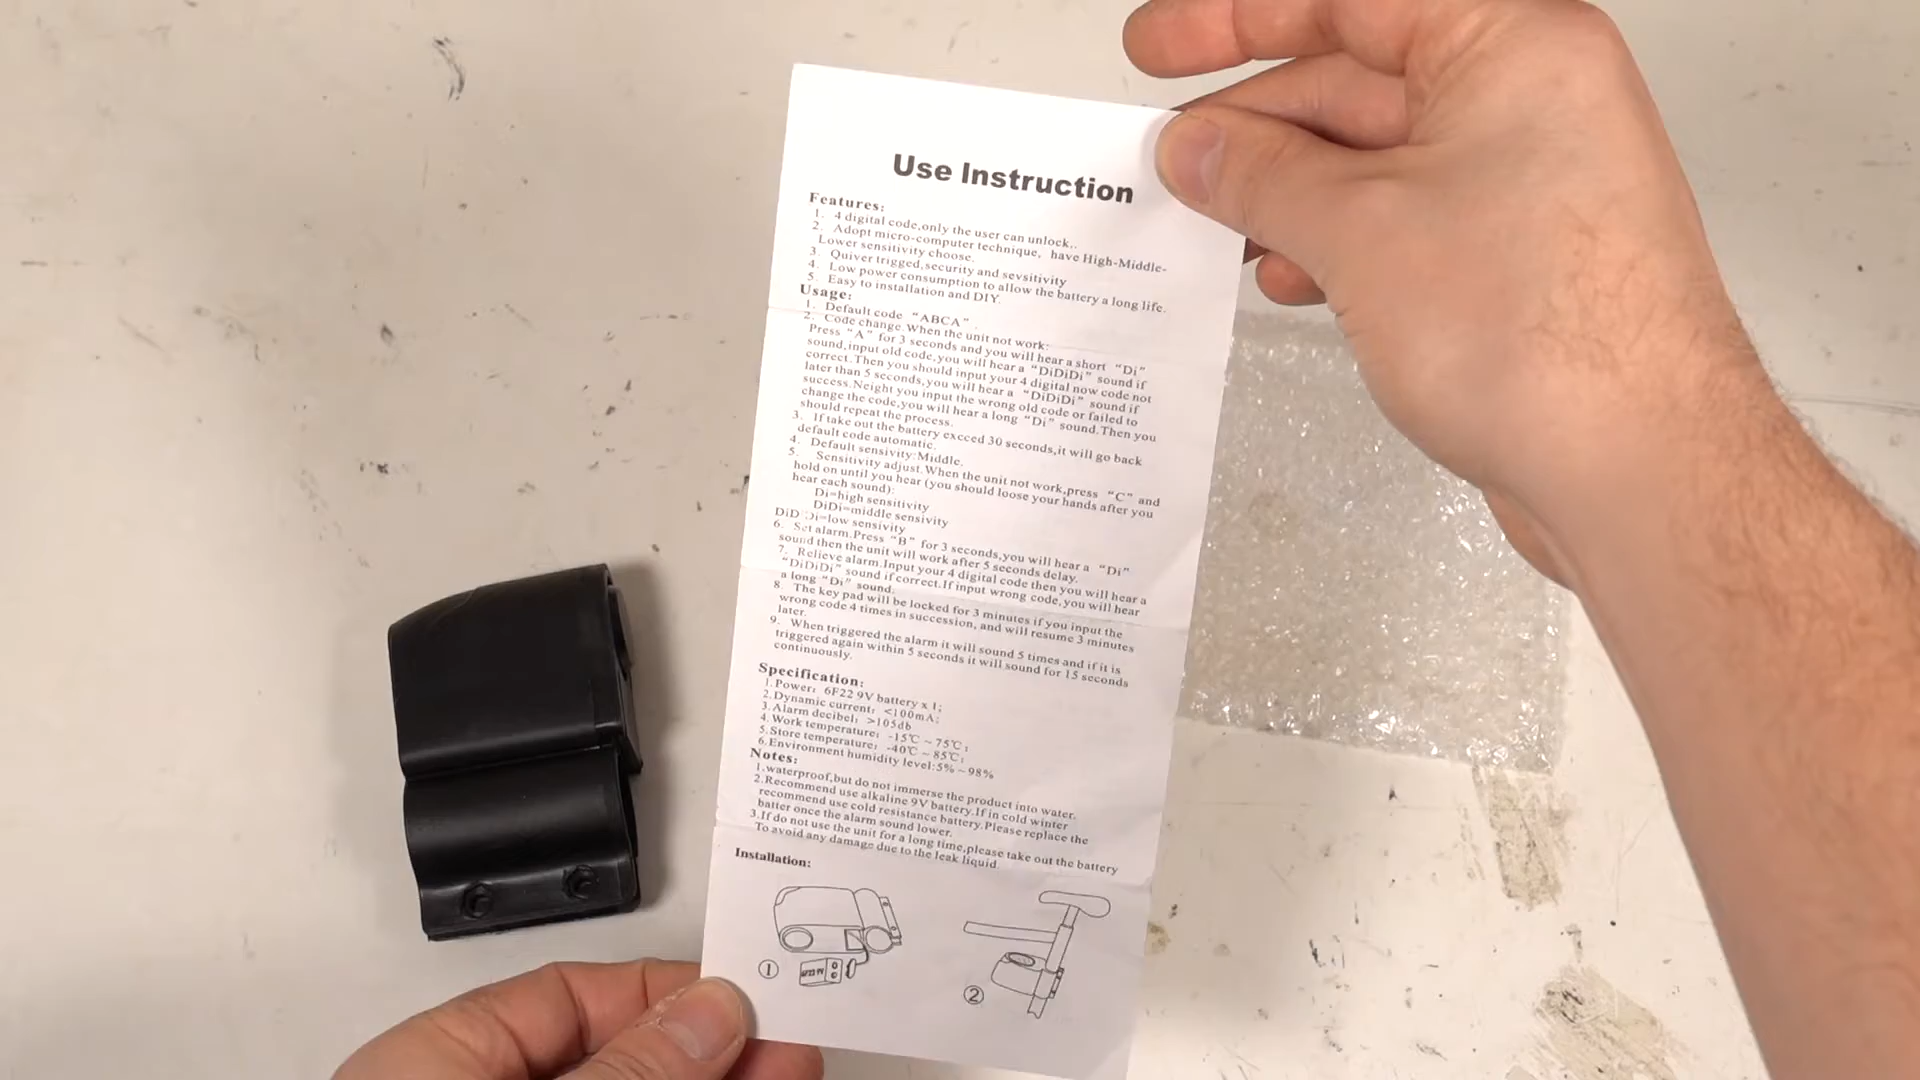 Use Instruction
Features:
1. 4 digital code,only the user can unlock..
2. Adopt micro-computer technique, have High-Middle-
Lower sensitivity choose.
3. Quiver trigged,security and sevsitivity
4. Low power consumption to allow the battery a long life.
5. Easy to installation and DIY.
Usage:
1. Default code “ABCA”.
2. Code change.When the unit not work:
Press “A” for 3 seconds and you will hear a short “Di”
sound,input old code,you will hear a “DiDiDi” sound if
correct.Then you should input your 4 digital now code not
later than 5 seconds,you will hear a “DiDiDi” sound if
success.Neight you input the wrong old code or failed to
change the code,you will hear a long “Di” sound.Then you
should repeat the process.
3. If take out the battery exceed 30 seconds,it will go back
default code automatic.
4. Default sensivity:Middle.
5. Sensitivity adjust.When the unit not work,press “C” and
hold on until you hear (you should loose your hands after you
hear each sound):
Di=high sensitivity
DiDi=middle sensivity
DiDiDi=low sensivity
6. Set alarm.Press “B” for 3 seconds,you will hear a “Di”
sound then the unit will work after 5 seconds delay.
7. Relieve alarm.Input your 4 digital code then you will hear a
“DiDiDi” sound if correct.If input wrong code,you will hear
a long “Di” sound.
8. The key pad will be locked for 3 minutes if you input the
wrong code 4 times in succession, and will resume 3 minutes
later.
9. When triggered the alarm it will sound 5 times and if it is
triggered again within 5 seconds it will sound for 15 seconds
continuously.
Specification:
1.Power: 6F22 9V battery x 1;
2.Dynamic current: <100mA;
3.Alarm decibel: >105db
4.Work temperature: -15℃ ~ 75℃;
5.Store temperature: -40℃ ~ 85℃;
6.Environment humidity level:5% ~ 98%
Notes:
1.waterproof,but do not immerse the product into water.
2.Recommend use alkaline 9V battery.If in cold winter
recommend use cold resistance battery.Please replace the
batter once the alarm sound lower.
3.If do not use the unit for a long time,please take out the battery
To avoid any damage due to the leak liquid.
Installation:
6F22 9V
①
②